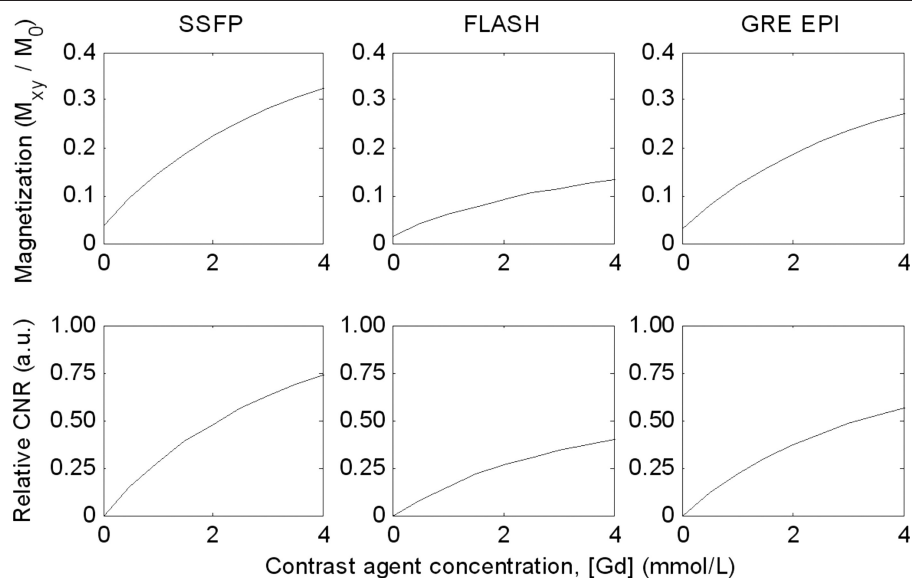 SSFP FLASH GRE EPI
Magnetization (Mxy / M0)
0.4 0.4 0.4
0.3 0.3 0.3
0.2 0.2 0.2
0.1 0.1 0.1
0 0 0
0 2 4 0 2 4 0 2 4
Relative CNR (a.u.)
1.00 1.00 1.00
0.75 0.75 0.75
0.50 0.50 0.50
0.25 0.25 0.25
0 0 0
0 2 4 0 2 4 0 2 4
Contrast agent concentration, [Gd] (mmol/L)